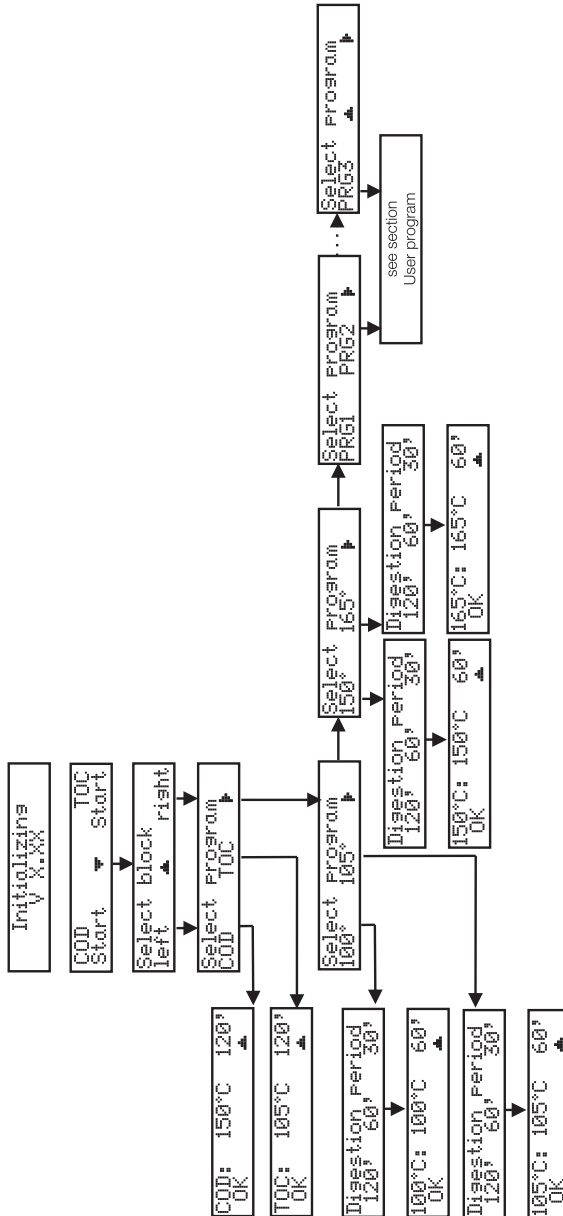 Initializing
V X.XX
COD TOC
Start Start
Select block
left right
Select program
COD TOC
COD: 150°C 120'
OK
TOC: 105°C 120'
OK
Select program
100° 105°
Digestion Period
120' 60' 30'
100°C: 100°C 60'
OK
Digestion Period
120' 60' 30'
105°C: 105°C 60'
OK
Select program
150° 165°
Digestion Period
120' 60' 30'
150°C: 150°C 60'
OK
Digestion Period
120' 60' 30'
165°C: 165°C 60'
OK
Select program
PRG1 PRG2
...
Select program
PRG3
see section
User program